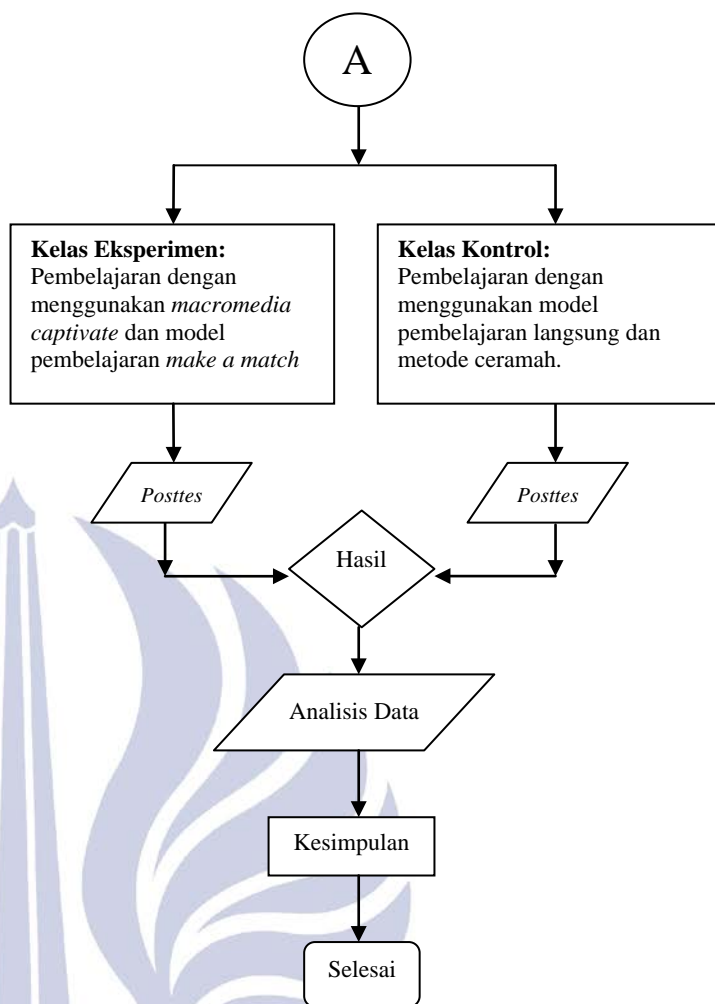 A
Kelas Eksperimen:
Pembelajaran dengan
menggunakan macromedia
captivate dan model
pembelajaran make a match
Kelas Kontrol:
Pembelajaran dengan
menggunakan model
pembelajaran langsung dan
metode ceramah.
Posttes
Posttes
Hasil
Analisis Data
Kesimpulan
Selesai